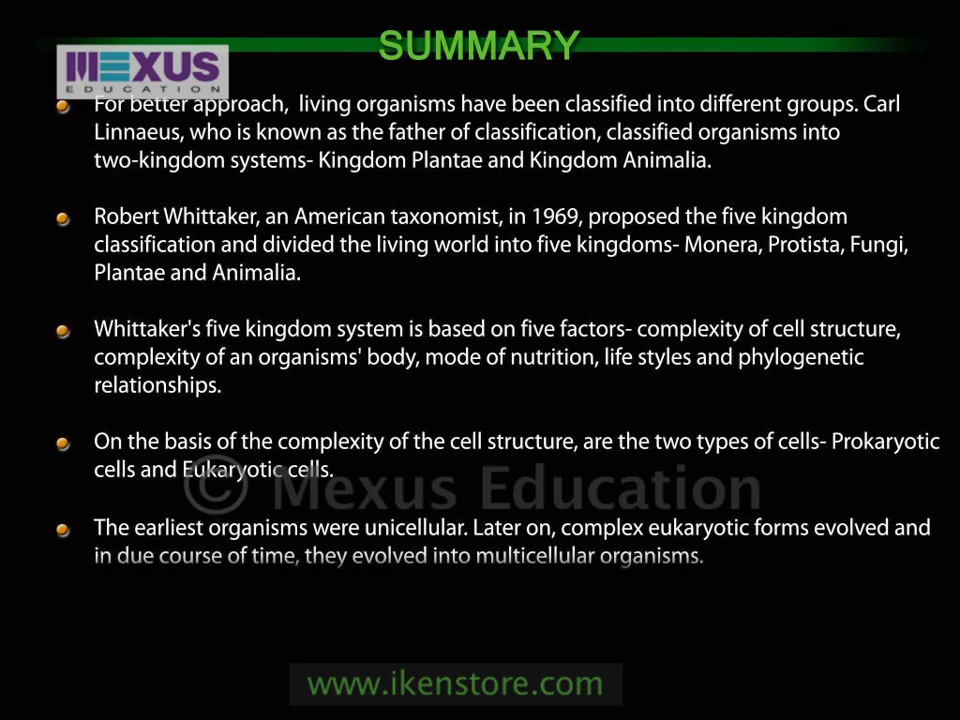 SUMMARY
MEXUS
EDUCATION
For better approach, living organisms have been classified into different groups. Carl
Linnaeus, who is known as the father of classification, classified organisms into
two-kingdom systems- Kingdom Plantae and Kingdom Animalia.
Robert Whittaker, an American taxonomist, in 1969, proposed the five kingdom
classification and divided the living world into five kingdoms- Monera, Protista, Fungi,
Plantae and Animalia.
Whittaker's five kingdom system is based on five factors- complexity of cell structure,
complexity of an organisms' body, mode of nutrition, life styles and phylogenetic
relationships.
On the basis of the complexity of the cell structure, are the two types of cells- Prokaryotic
cells and Eukaryotic cells.
© Mexus Education
The earliest organisms were unicellular. Later on, complex eukaryotic forms evolved and
in due course of time, they evolved into multicellular organisms.
www.ikenstore.com